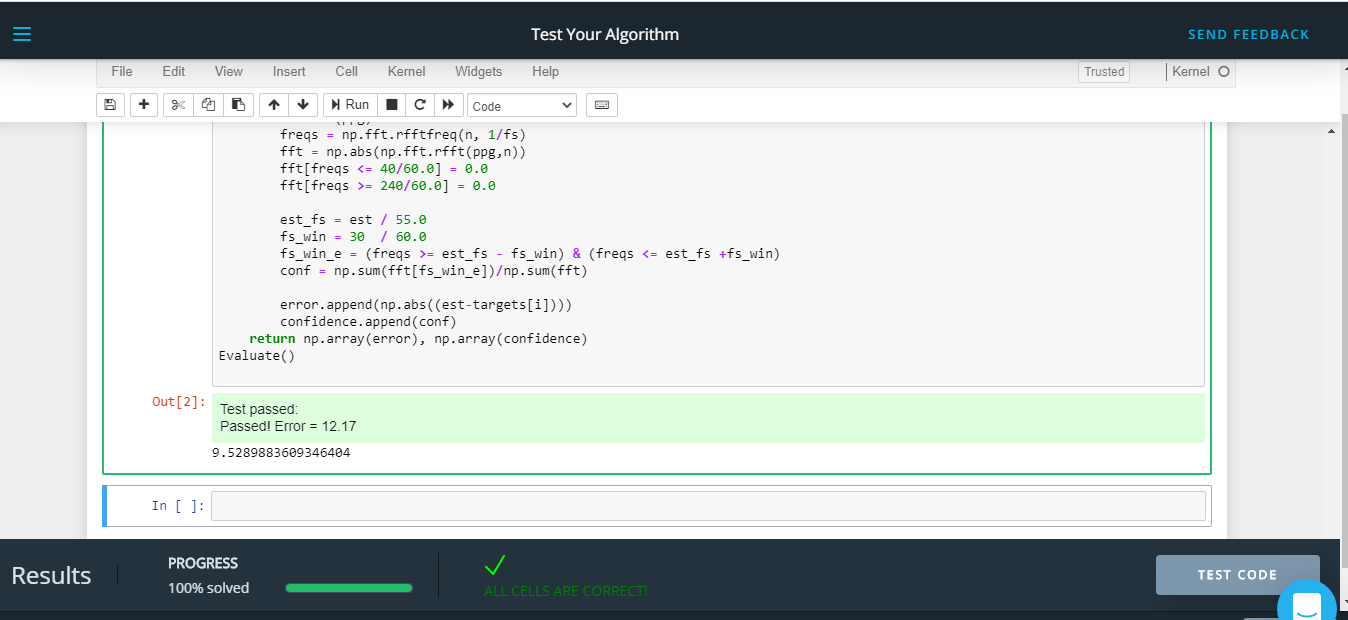 Test Your Algorithm
SEND FEEDBACK
File Edit View Insert Cell Kernel Widgets Help
Trusted
Kernel
Run
Code
freqs = np.fft.rfftfreq(n, 1/fs)
fft = np.abs(np.fft.rfft(ppg,n))
fft[freqs <= 40/60.0] = 0.0
fft[freqs >= 240/60.0] = 0.0
est_fs = est / 55.0
fs_win = 30 / 60.0
fs_win_e = (freqs >= est_fs - fs_win) & (freqs <= est_fs +fs_win)
conf = np.sum(fft[fs_win_e])/np.sum(fft)
error.append(np.abs((est-targets[i])))
confidence.append(conf)
return np.array(error), np.array(confidence)
Evaluate()
Out[2]:
Test passed:
Passed! Error = 12.17
9.5289883609346404
In [ ]:
Results
PROGRESS
100% solved
ALL CELLS ARE CORRECT!
TEST CODE